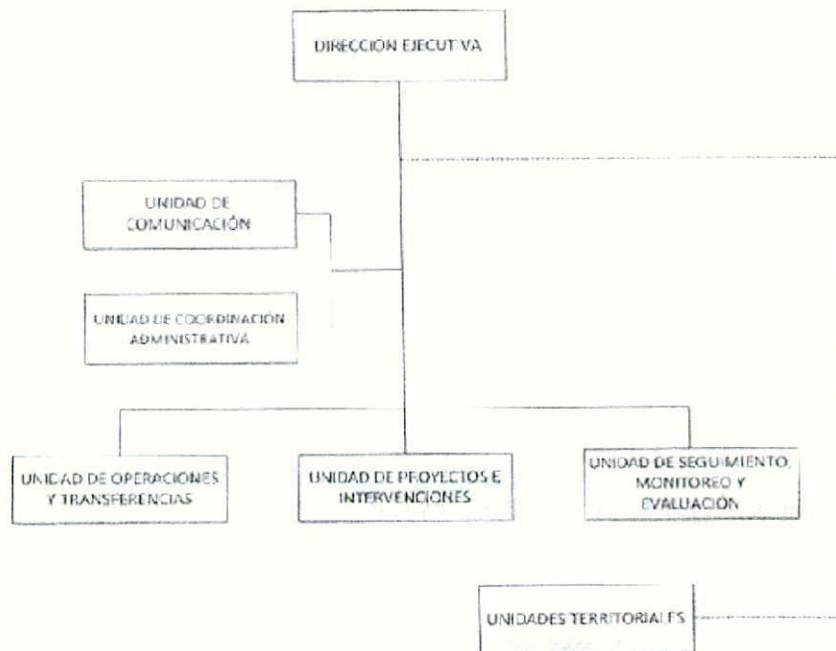 DIRECCIÓN EJECUTIVA
UNIDAD DE
COMUNICACIÓN
UNIDAD DE COORDINACIÓN
ADMINISTRATIVA
UNIDAD DE OPERACIONES
Y TRANSFERENCIAS
UNIDAD DE PROYECTOS E
INTERVENCIONES
UNIDAD DE SEGUIMIENTO,
MONITOREO Y
EVALUACIÓN
UNIDADES TERRITORIALES